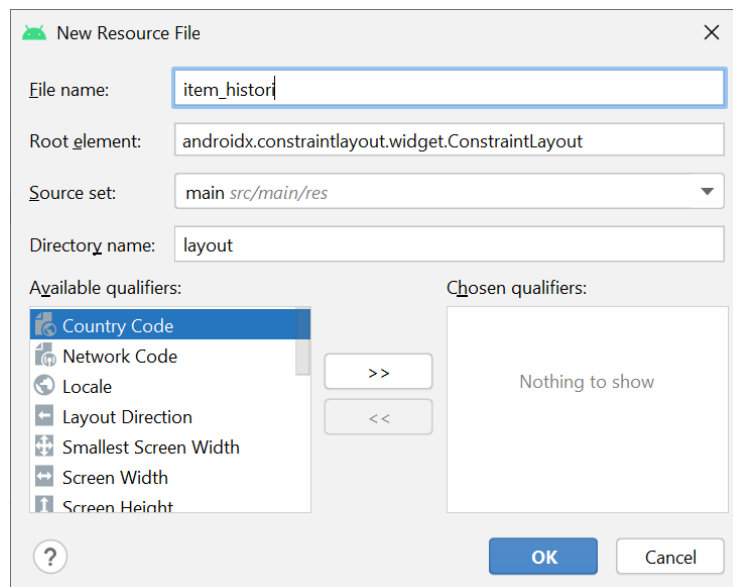 New Resource File
File name: item_histori
Root element: androidx.constraintlayout.widget.ConstraintLayout
Source set: main src/main/res
Directory name: layout
Available qualifiers: Chosen qualifiers:
Country Code
Network Code
Locale
Layout Direction
Smallest Screen Width
Screen Width
Screen Height
>>
<<
Nothing to show
?
OK Cancel